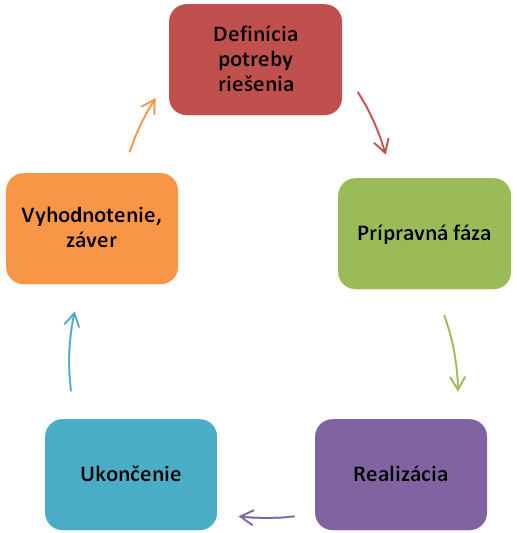 Definícia
potreby
riešenia
Prípravná fáza
Realizácia
Ukončenie
Vyhodnotenie,
záver